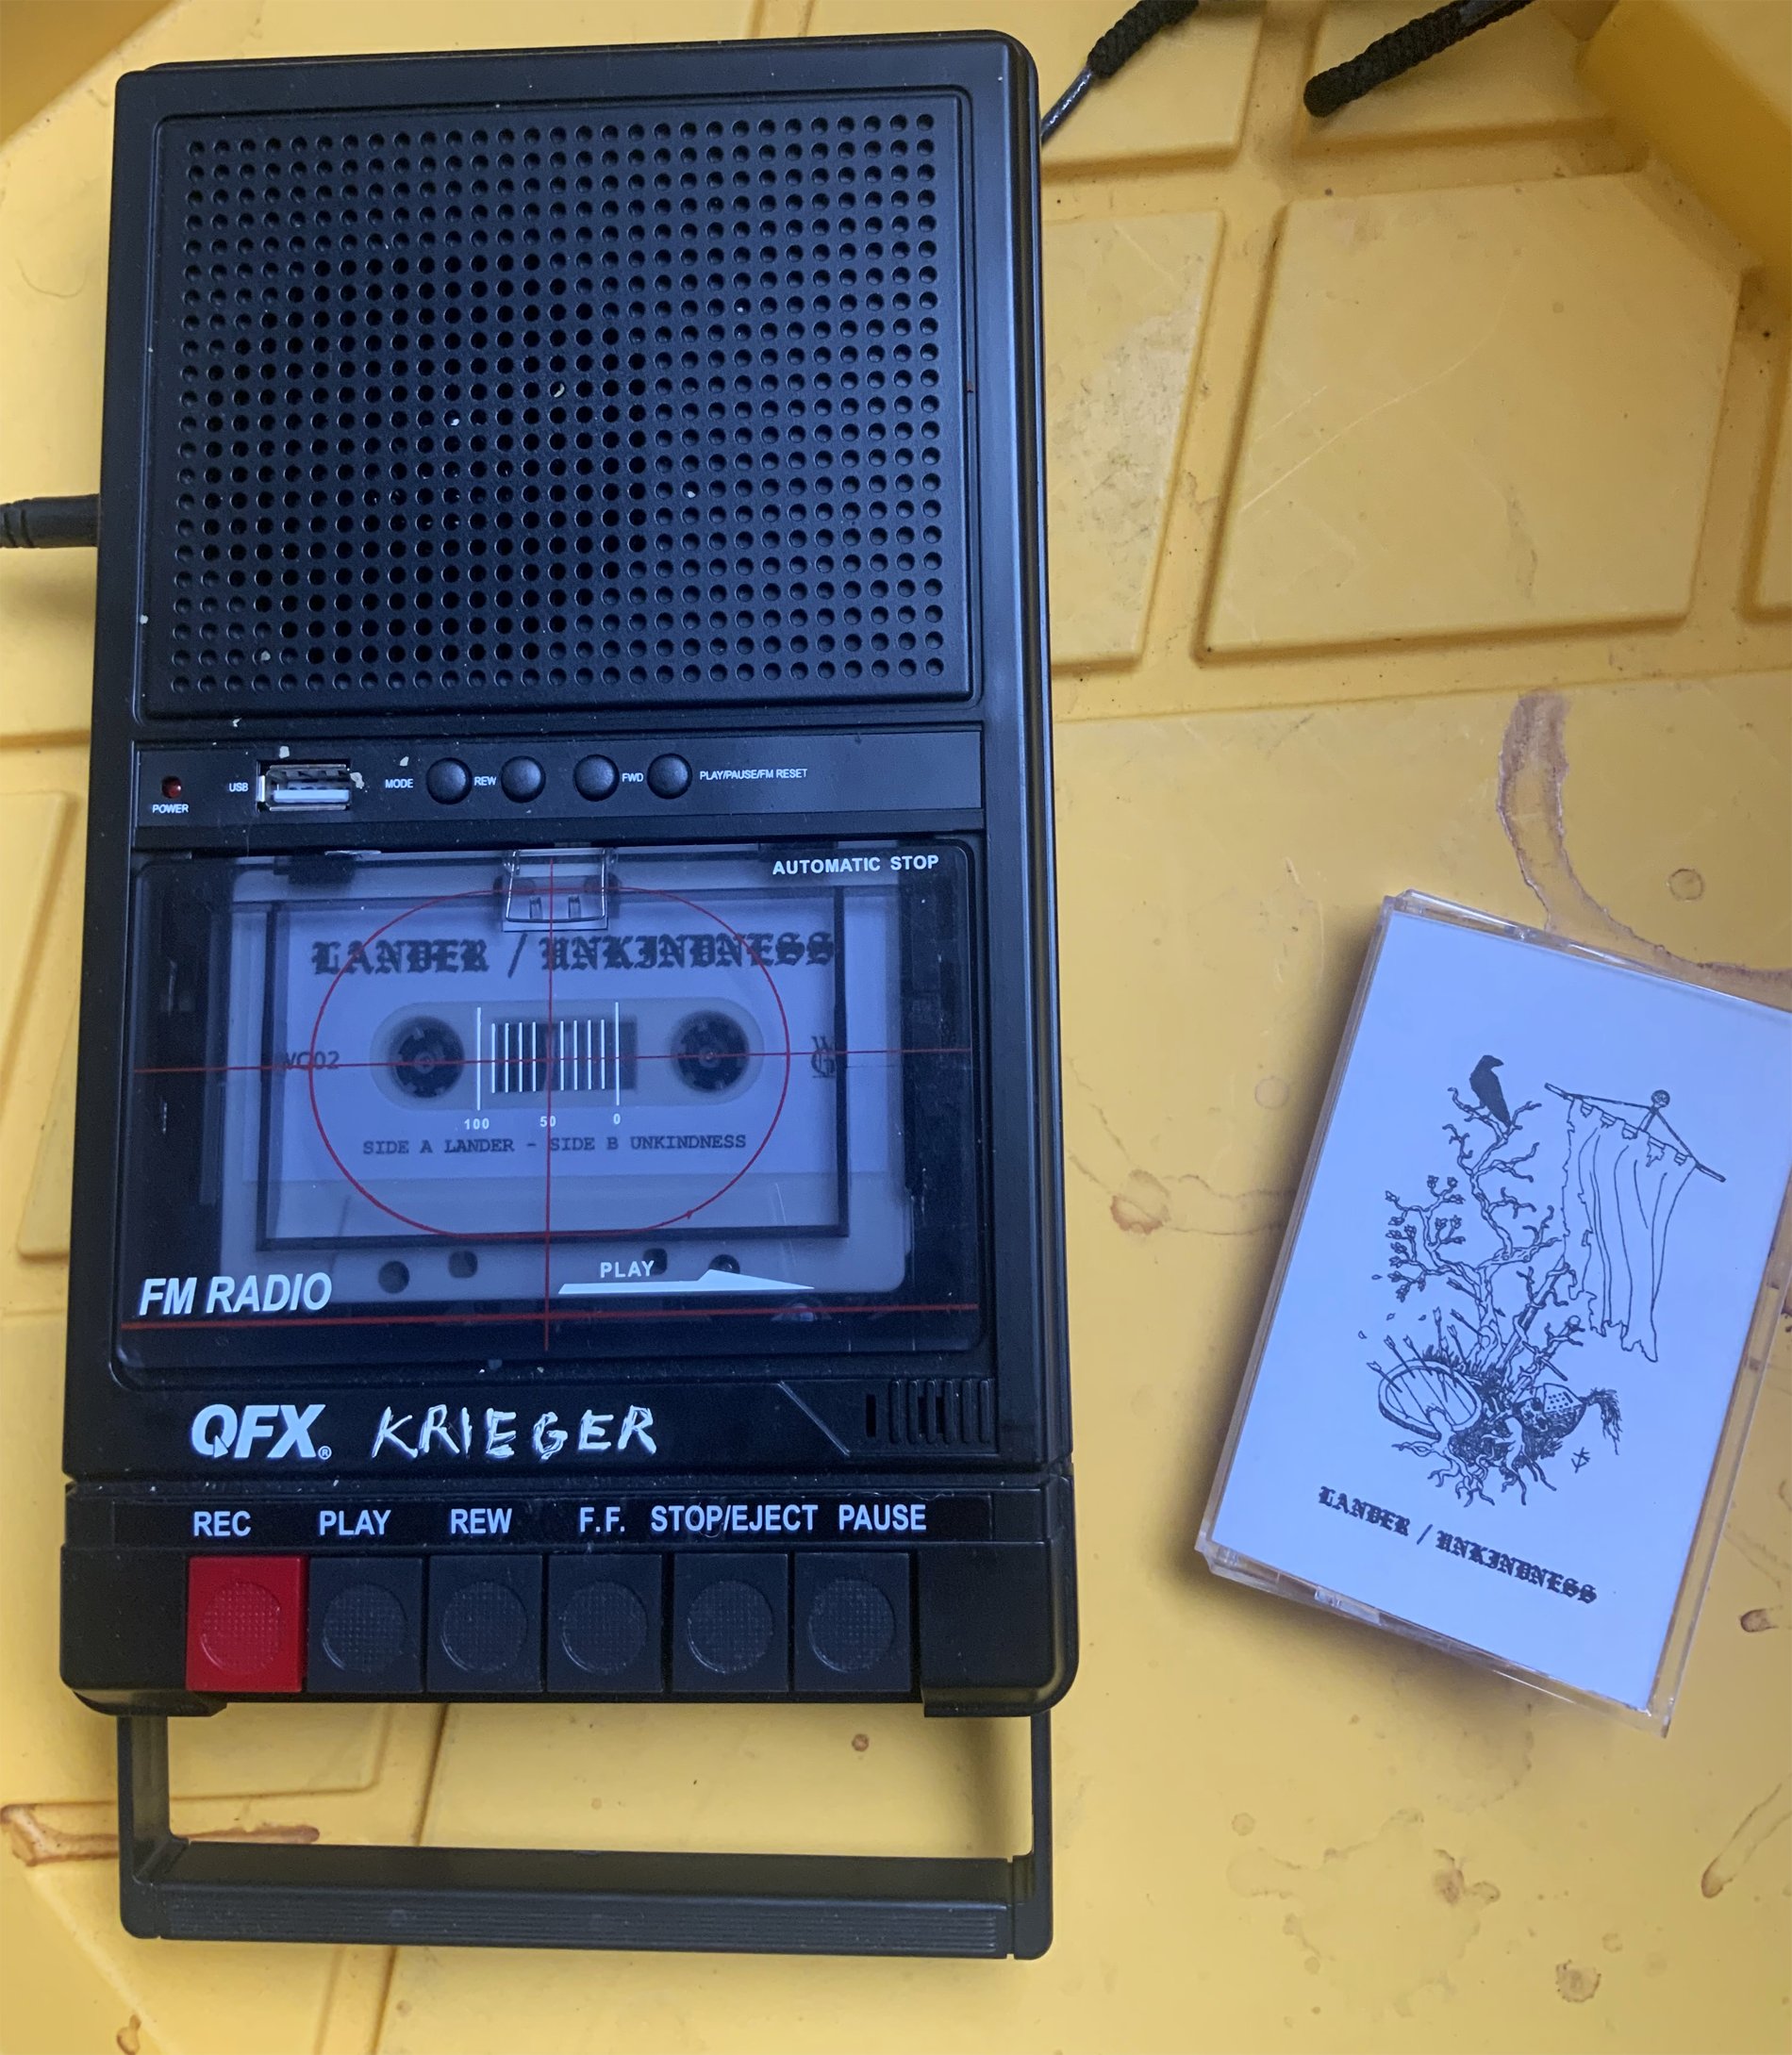 POWER
USB
MODE
REW
FWD
PLAY/PAUSE/FM RESET
AUTOMATIC STOP
LANDER / UNKINDNESS
100 50 0
SIDE A LANDER - SIDE B UNKINDNESS
PLAY
FM RADIO
QFX® KRIEGER
REC PLAY REW F.F. STOP/EJECT PAUSE
LANDER / UNKINDNESS